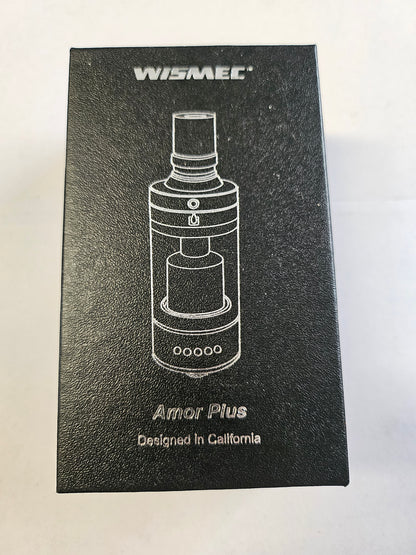 WISMEC
Amor Plus
Designed in California